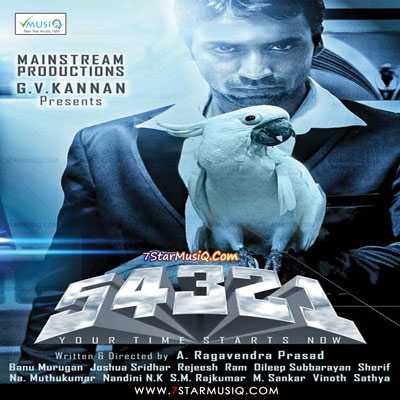 VMUSIQ
MAINSTREAM
PRODUCTIONS
G.V.KANNAN
Presents
7StarMusiQ.Com
54321
YOUR TIME STARTS NOW
Written & Directed by A. Ragavendra Prasad
Banu Murugan Joshua Sridhar Rejeesh Ram Dileep Subbarayan Sherif
Na. Muthukumar Nandini N.K S.M. Rajkumar M. Sankar Vinoth Sathya
WWW.7STARMUSIQ.COM